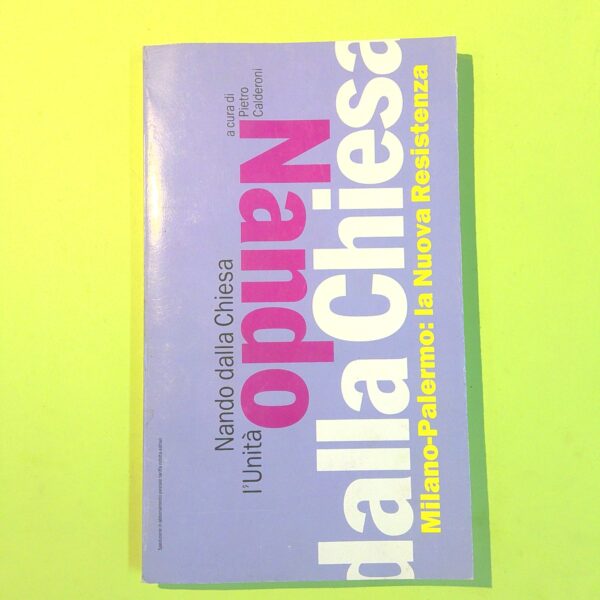 Nando dalla Chiesa
l'Unità
a cura di
Pietro
Calderoni
Nando
dalla Chiesa
Milano-Palermo: la Nuova Resistenza